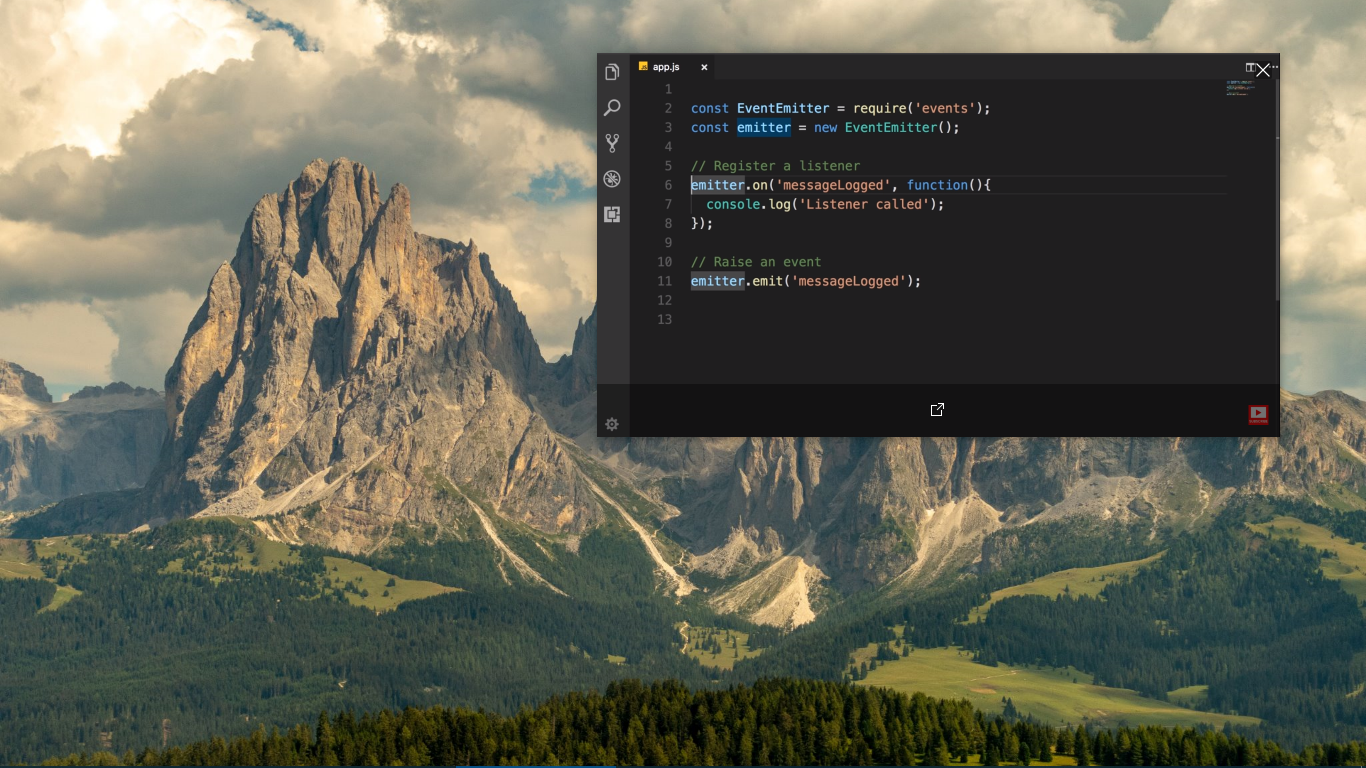 app.js
1
2 const EventEmitter = require('events');
3 const emitter = new EventEmitter();
4
5 // Register a listener
6 emitter.on('messageLogged', function(){
7 console.log('Listener called');
8 });
9
10 // Raise an event
11 emitter.emit('messageLogged');
12
13